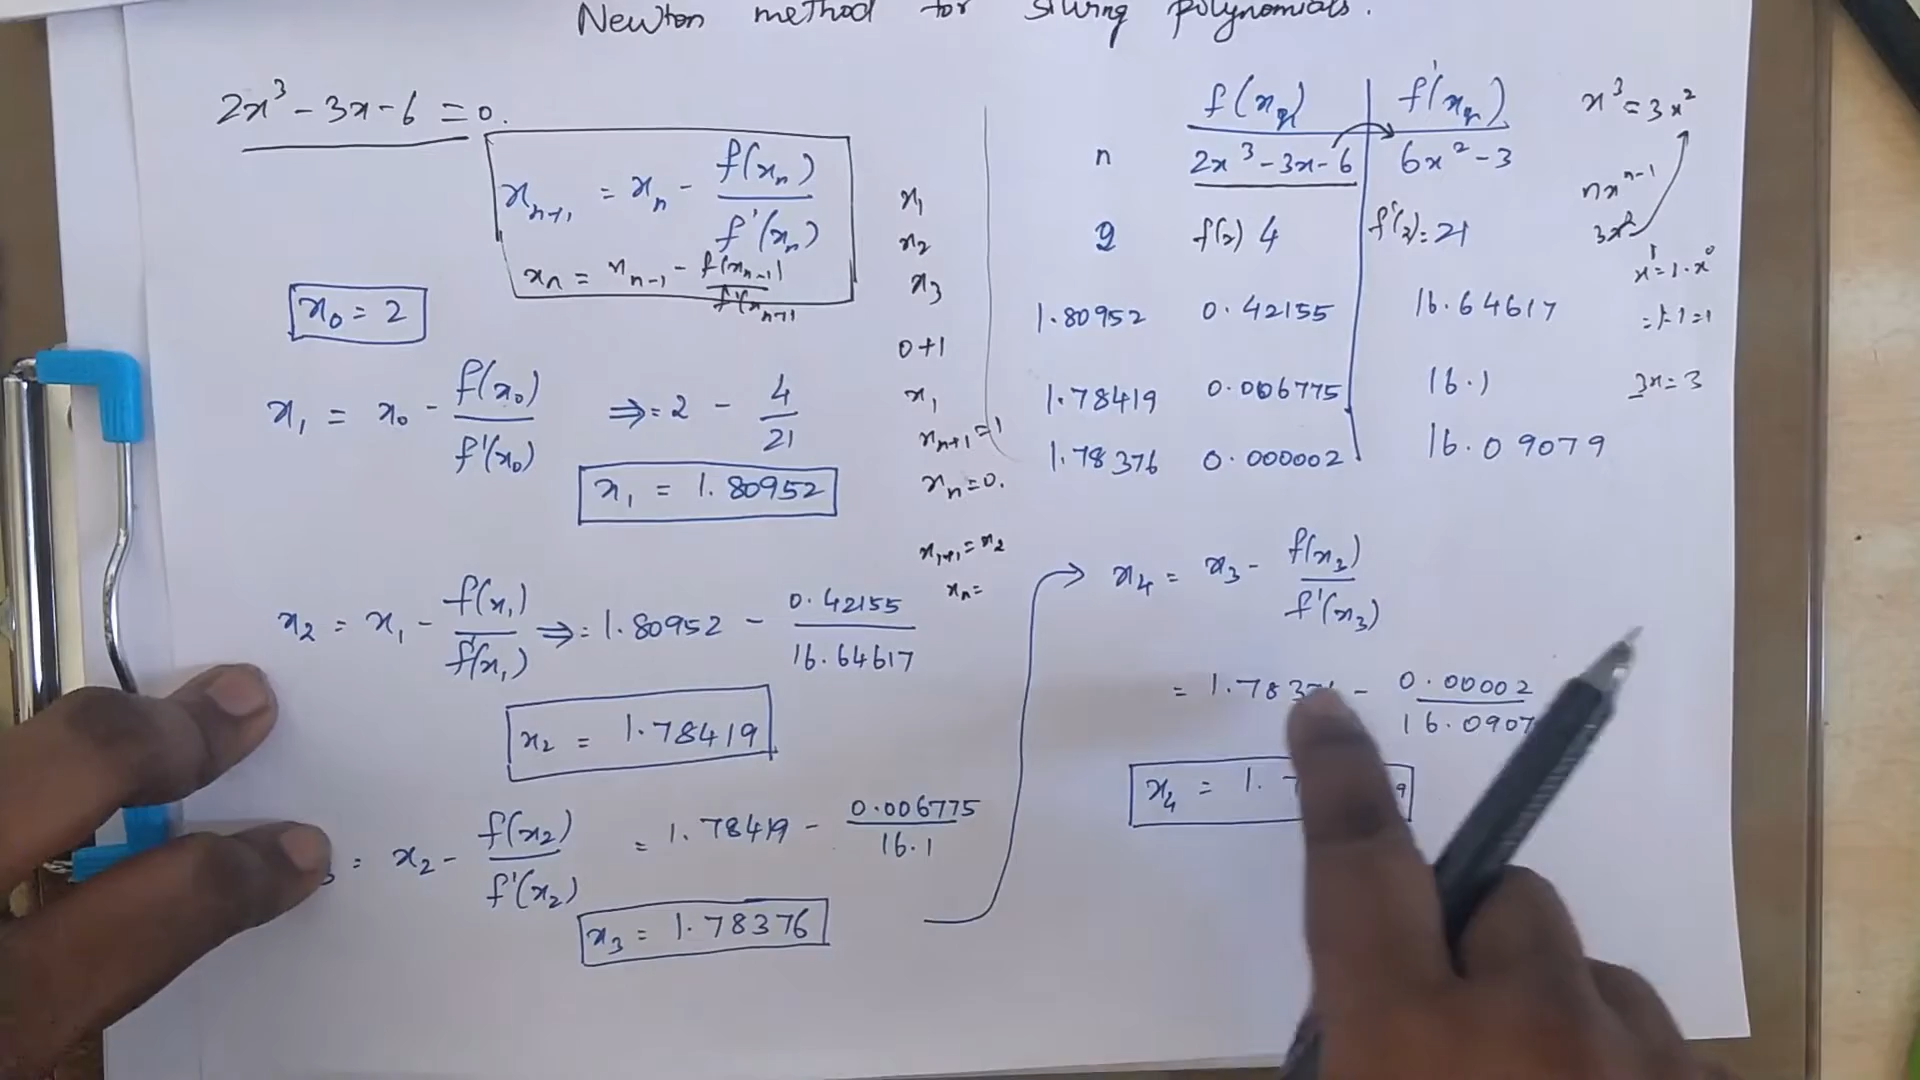 Newton method for solving polynomials.
2x³ - 3x - 6 = 0.
xₙ₊₁ = xₙ - f(xₙ) / f'(xₙ)
xₙ = xₙ₋₁ - f(xₙ₋₁) / f'(xₙ₋₁)
x₀ = 2
x₁ = x₀ - f(x₀) / f'(x₀) ⇒ = 2 - 4 / 21
x₁ = 1.80952
x₂ = x₁ - f(x₁) / f'(x₁) ⇒ = 1.80952 - 0.42155 / 16.64617
x₂ = 1.78419
= x₂ - f(x₂) / f'(x₂) = 1.78419 - 0.006775 / 16.1
x₃ = 1.78376
x₁
x₂
x₃
0+1
x₁
xₙ₊₁ = 1
xₙ = 0.
x₁₊₁ = x₂
xₙ =
f(xₙ) f'(xₙ)
n 2x³ - 3x - 6 6x² - 3
2 f(2) 4 f'(2) = 21
1.80952 0.42155 16.64617
1.78419 0.006775 16.1
1.78376 0.000002 16.09079
x³ = 3x²
nxⁿ⁻¹
3x²
x¹ = 1·x⁰
= 1·1 = 1
3x = 3
x₄ = x₃ - f(x₃) / f'(x₃)
= 1.783 - 0.00002 / 16.0907
x₄ = 1.